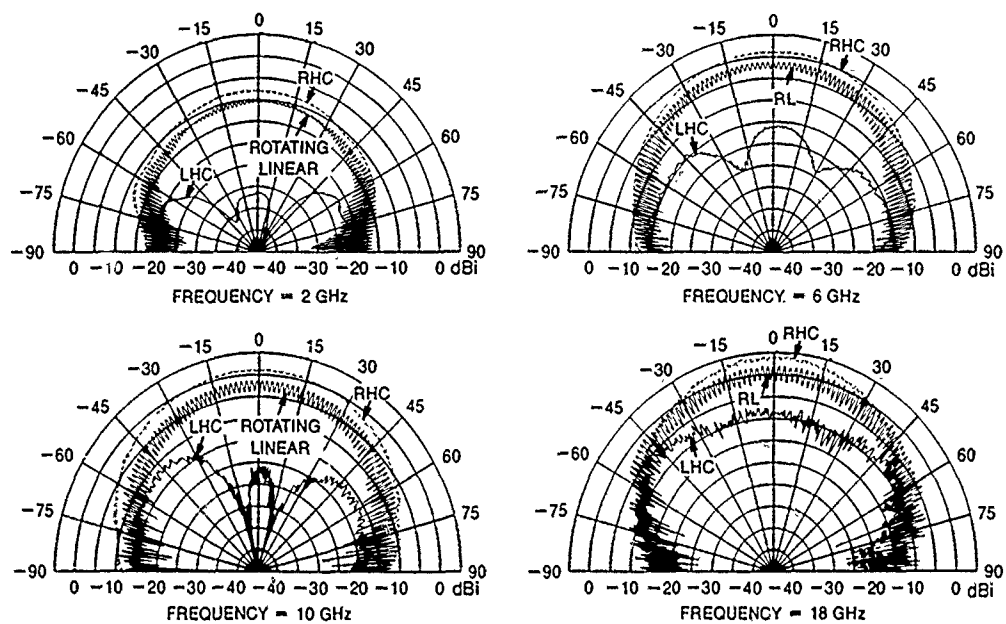 0
-15 15
-30 30
-45 45
-60 60
-75 75
-90 90
RHC
ROTATING
LINEAR
LHC
0 -10 -20 -30 -40 -40 -30 -20 -10 0 dBi
FREQUENCY = 2 GHz
0
-15 15
-30 30
-45 45
-60 60
-75 75
-90 90
RHC
RL
LHC
0 -10 -20 -30 -40 -40 -30 -20 -10 0 dBi
FREQUENCY. = 6 GHz
0
-15 15
-30 30
-45 45
-60 60
-75 75
-90 90
RHC
LHC
ROTATING
LINEAR
0 -10 -20 -30 -40 -40 -30 -20 -10 0 dBi
FREQUENCY = 10 GHz
0
-15 15
-30 30
-45 45
-60 60
-75 75
-90 90
RHC
RL
LHC
0 -10 -20 -30 -40 -40 -30 -20 -10 0 dBi
FREQUENCY = 18 GHz